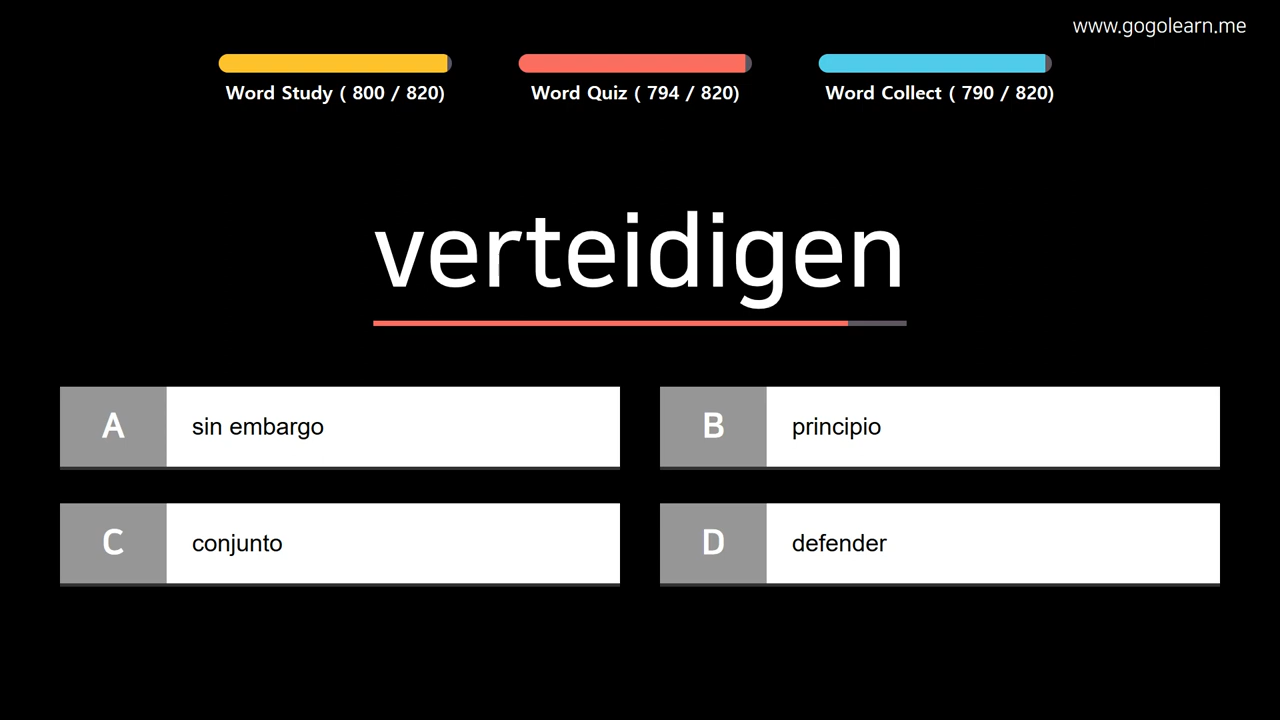 www.gogolearn.me
Word Study ( 800 / 820)
Word Quiz ( 794 / 820)
Word Collect ( 790 / 820)
verteidigen
A sin embargo
B principio
C conjunto
D defender